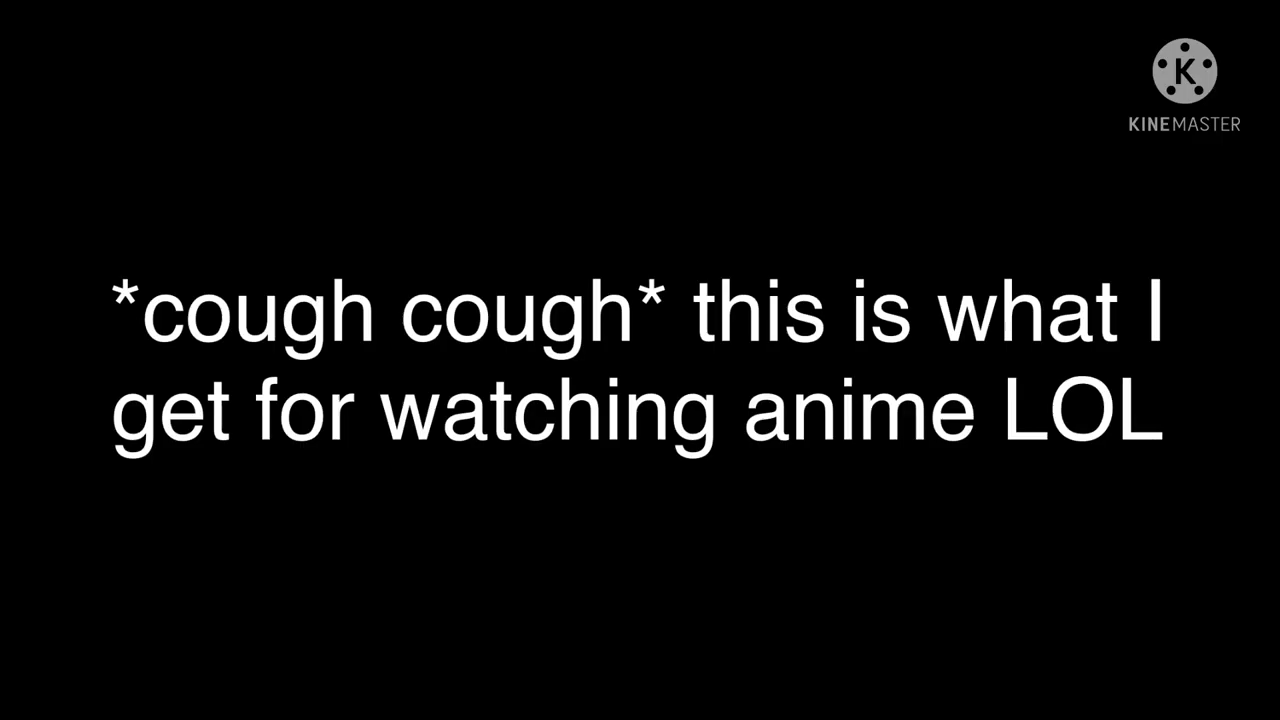 K
KINEMASTER
*cough cough* this is what I
get for watching anime LOL